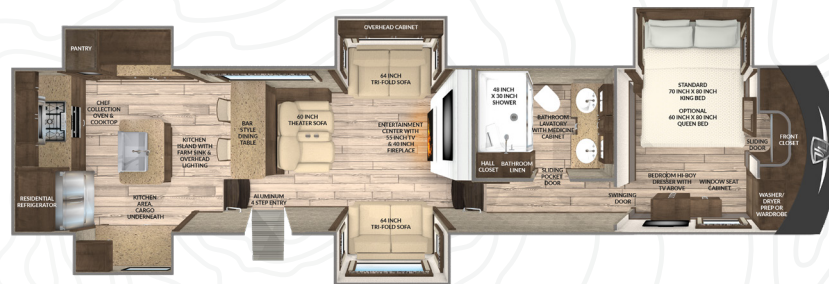 OVERHEAD CABINET
PANTRY
64 INCH
TRI-FOLD SOFA
CHEF
COLLECTION
OVEN &
COOKTOP
KITCHEN
ISLAND WITH
FARM SINK &
OVERHEAD
LIGHTING
BAR
STYLE
DINING
TABLE
60 INCH
THEATER SOFA
ENTERTAINMENT
CENTER WITH
55 INCH TV
& 40 INCH
FIREPLACE
48 INCH
X 30 INCH
SHOWER
BATHROOM
LAVATORY
WITH MEDICINE
CABINET
STANDARD
70 INCH X 80 INCH
KING BED
OPTIONAL
60 INCH X 80 INCH
QUEEN BED
SLIDING
DOOR
FRONT
CLOSET
HALL
CLOSET
BATHROOM
LINEN
SLIDING
POCKET
DOOR
BEDROOM HI-BOY
DRESSER WITH
TV ABOVE
WINDOW SEAT
CABINET
SWINGING
DOOR
WASHER/
DRYER
PREP OR
WARDROBE
RESIDENTIAL
REFRIGERATOR
KITCHEN
AREA,
CARGO
UNDERNEATH
ALUMINUM
4 STEP ENTRY
64 INCH
TRI-FOLD SOFA